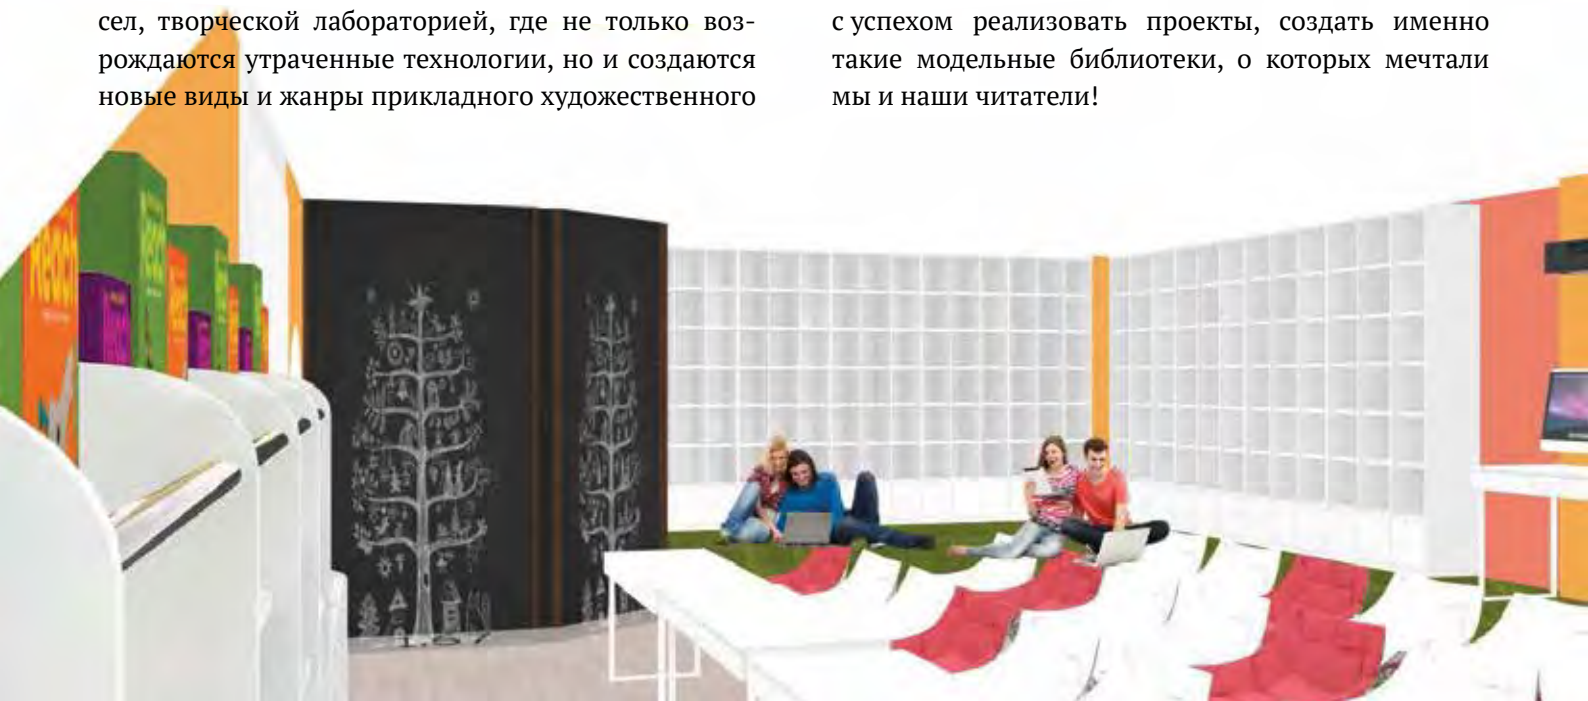 сел, творческой лабораторией, где не только воз-
рождаются утраченные технологии, но и создаются
новые виды и жанры прикладного художественного
с успехом реализовать проекты, создать именно
такие модельные библиотеки, о которых мечтали
мы и наши читатели!